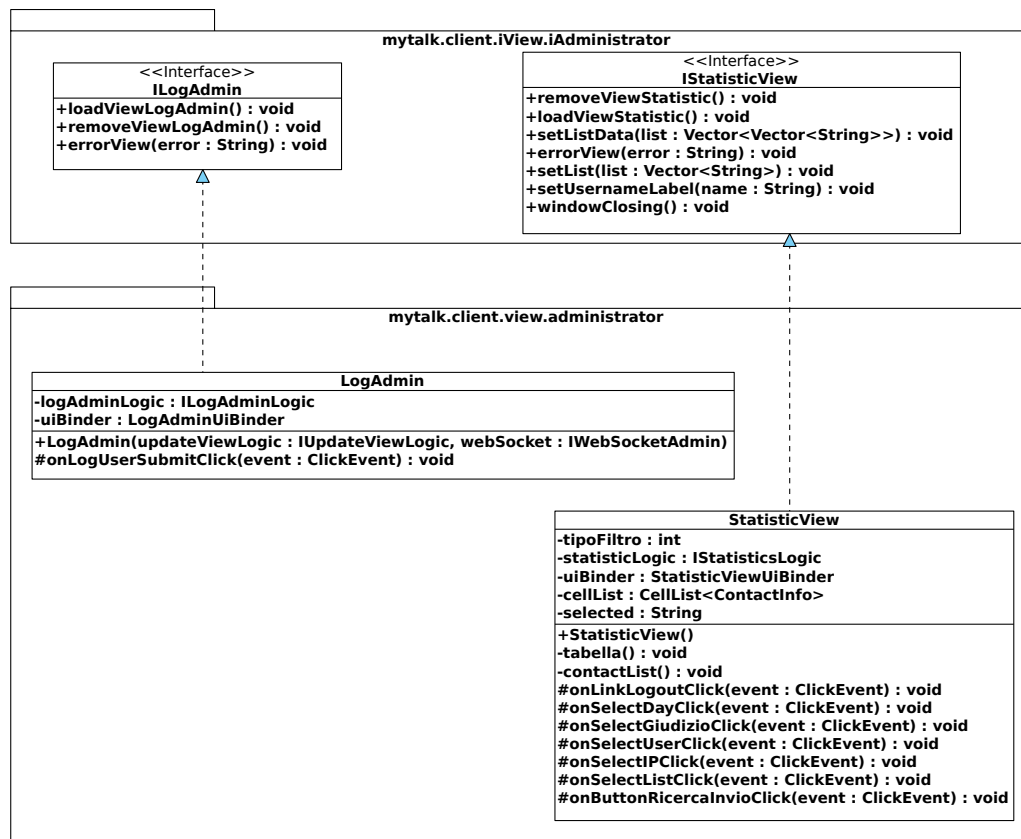 mytalk.client.iView.iAdministrator
<<Interface>>
ILogAdmin
+loadViewLogAdmin() : void
+removeViewLogAdmin() : void
+errorView(error : String) : void
<<Interface>>
IStatisticView
+removeViewStatistic() : void
+loadViewStatistic() : void
+setListData(list : Vector<Vector<String>>) : void
+errorView(error : String) : void
+setList(list : Vector<String>) : void
+setUsernameLabel(name : String) : void
+windowClosing() : void
mytalk.client.view.administrator
LogAdmin
-logAdminLogic : ILogAdminLogic
-uiBinder : LogAdminUiBinder
+LogAdmin(updateViewLogic : IUpdateViewLogic, webSocket : IWebSocketAdmin)
#onLogUserSubmitClick(event : ClickEvent) : void
StatisticView
-tipoFiltro : int
-statisticLogic : IStatisticsLogic
-uiBinder : StatisticViewUiBinder
-cellList : CellList<ContactInfo>
-selected : String
+StatisticView()
-tabella() : void
-contactList() : void
#onLinkLogoutClick(event : ClickEvent) : void
#onSelectDayClick(event : ClickEvent) : void
#onSelectGiudizioClick(event : ClickEvent) : void
#onSelectUserClick(event : ClickEvent) : void
#onSelectIPClick(event : ClickEvent) : void
#onSelectListClick(event : ClickEvent) : void
#onButtonRicercaInvioClick(event : ClickEvent) : void